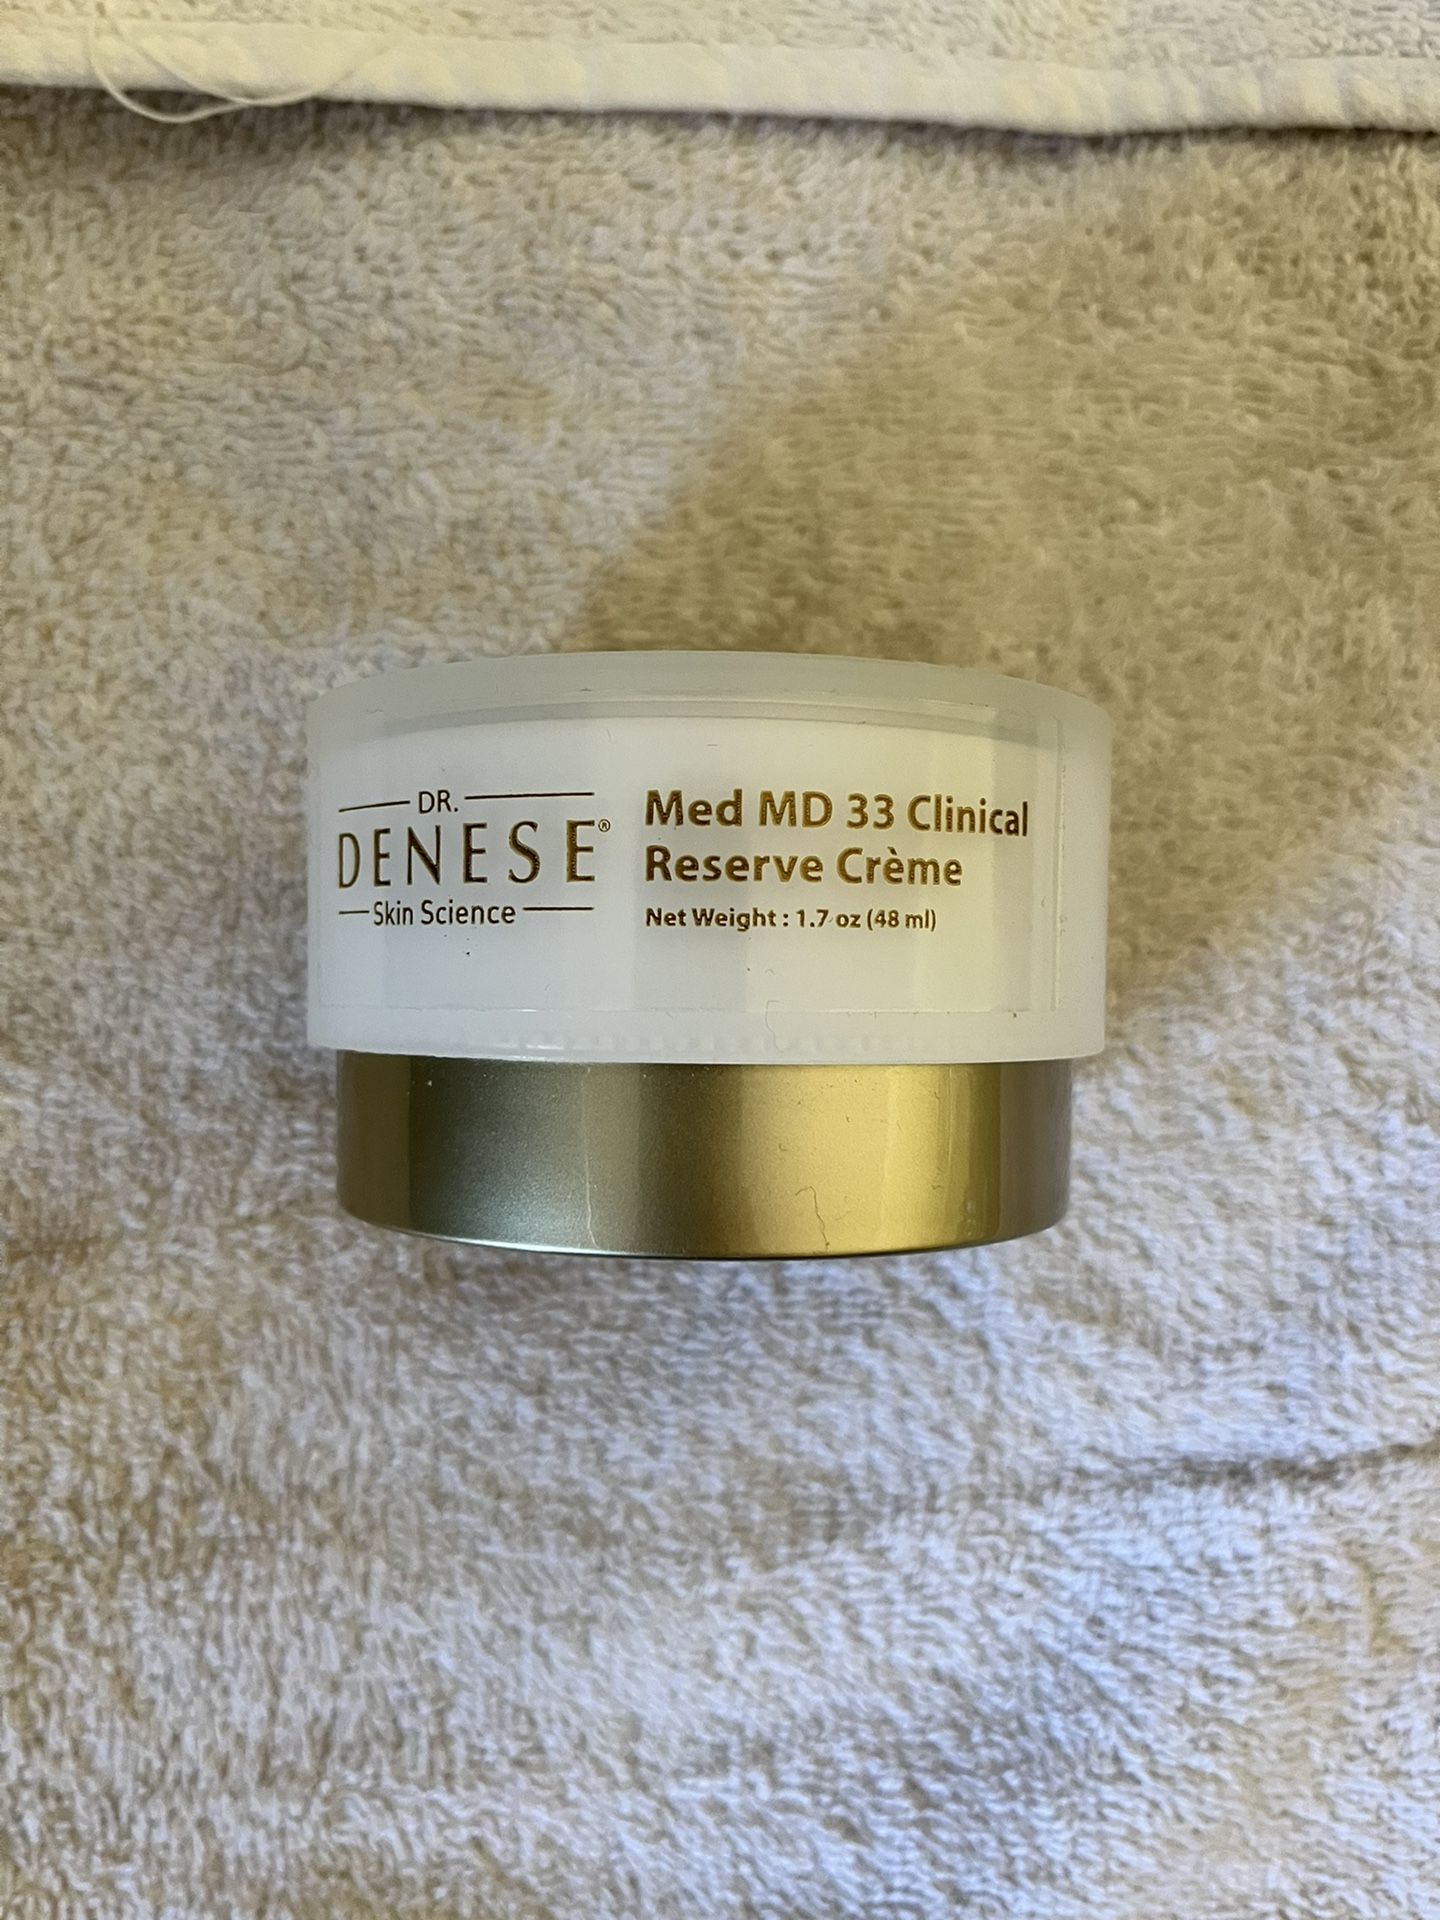 DR.
DENESE®
Skin Science
Med MD 33 Clinical
Reserve Crème
Net Weight : 1.7 oz (48 ml)